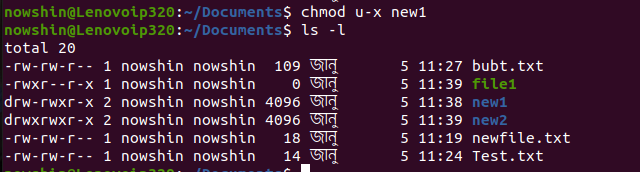 nowshin@Lenovoip320:~/Documents$ chmod u-x new1
nowshin@Lenovoip320:~/Documents$ ls -l
total 20
-rw-rw-r-- 1 nowshin nowshin  109 জানু       5 11:27 bubt.txt
-rwxr--r-x 1 nowshin nowshin    0 জানু       5 11:39 file1
drw-rwxr-x 2 nowshin nowshin 4096 জানু       5 11:38 new1
drwxrwxr-x 2 nowshin nowshin 4096 জানু       5 11:39 new2
-rw-rw-r-- 1 nowshin nowshin   18 জানু       5 11:19 newfile.txt
-rw-rw-r-- 1 nowshin nowshin   14 জানু       5 11:24 Test.txt
nowshin@Lenovoip320:~/Documents$